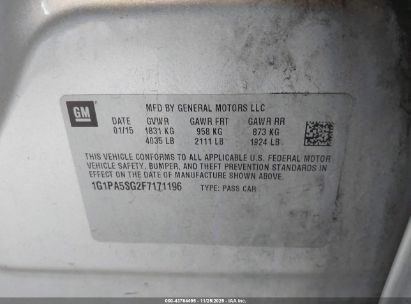 GM
MFD BY GENERAL MOTORS LLC
DATE GVWR GAWR FRT GAWR RR
01/15 1831 KG 958 KG 873 KG
4035 LB 2111 LB 1924 LB
THIS VEHICLE CONFORMS TO ALL APPLICABLE U.S. FEDERAL MOTOR
VEHICLE SAFETY, BUMPER, AND THEFT PREVENTION STANDARDS IN
EFFECT ON THE DATE OF MANUFACTURE SHOWN ABOVE.
1G1PA5SG2F7171196 TYPE: PASS CAR